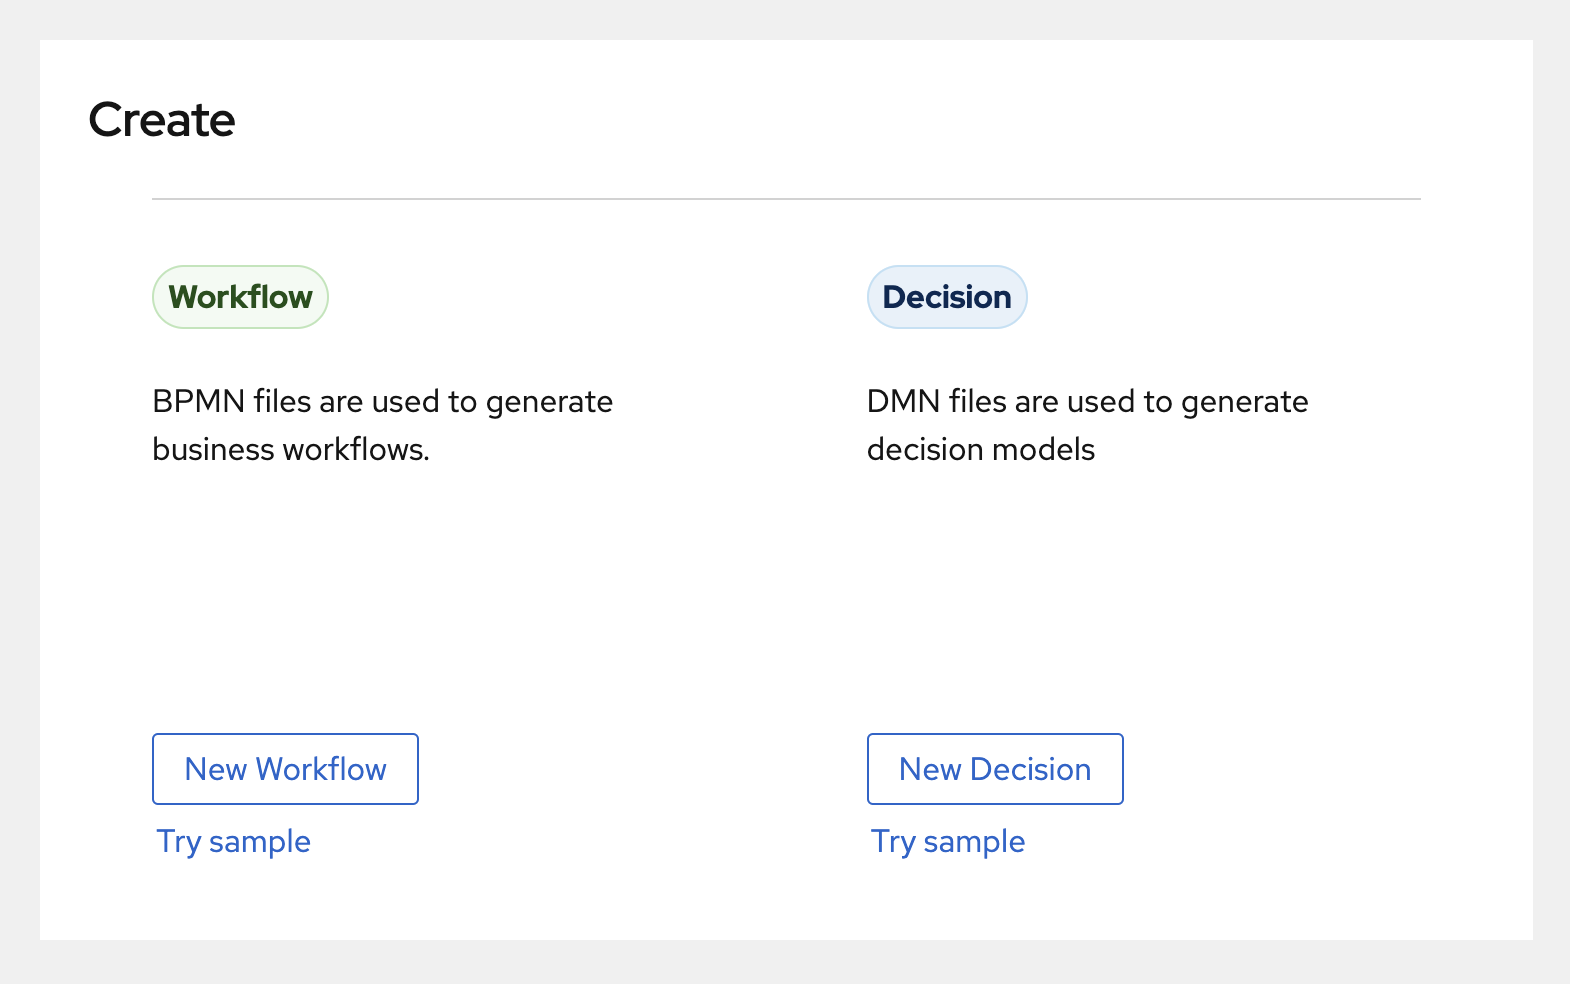 Create
Workflow
BPMN files are used to generate
business workflows.
New Workflow
Try sample
Decision
DMN files are used to generate
decision models
New Decision
Try sample